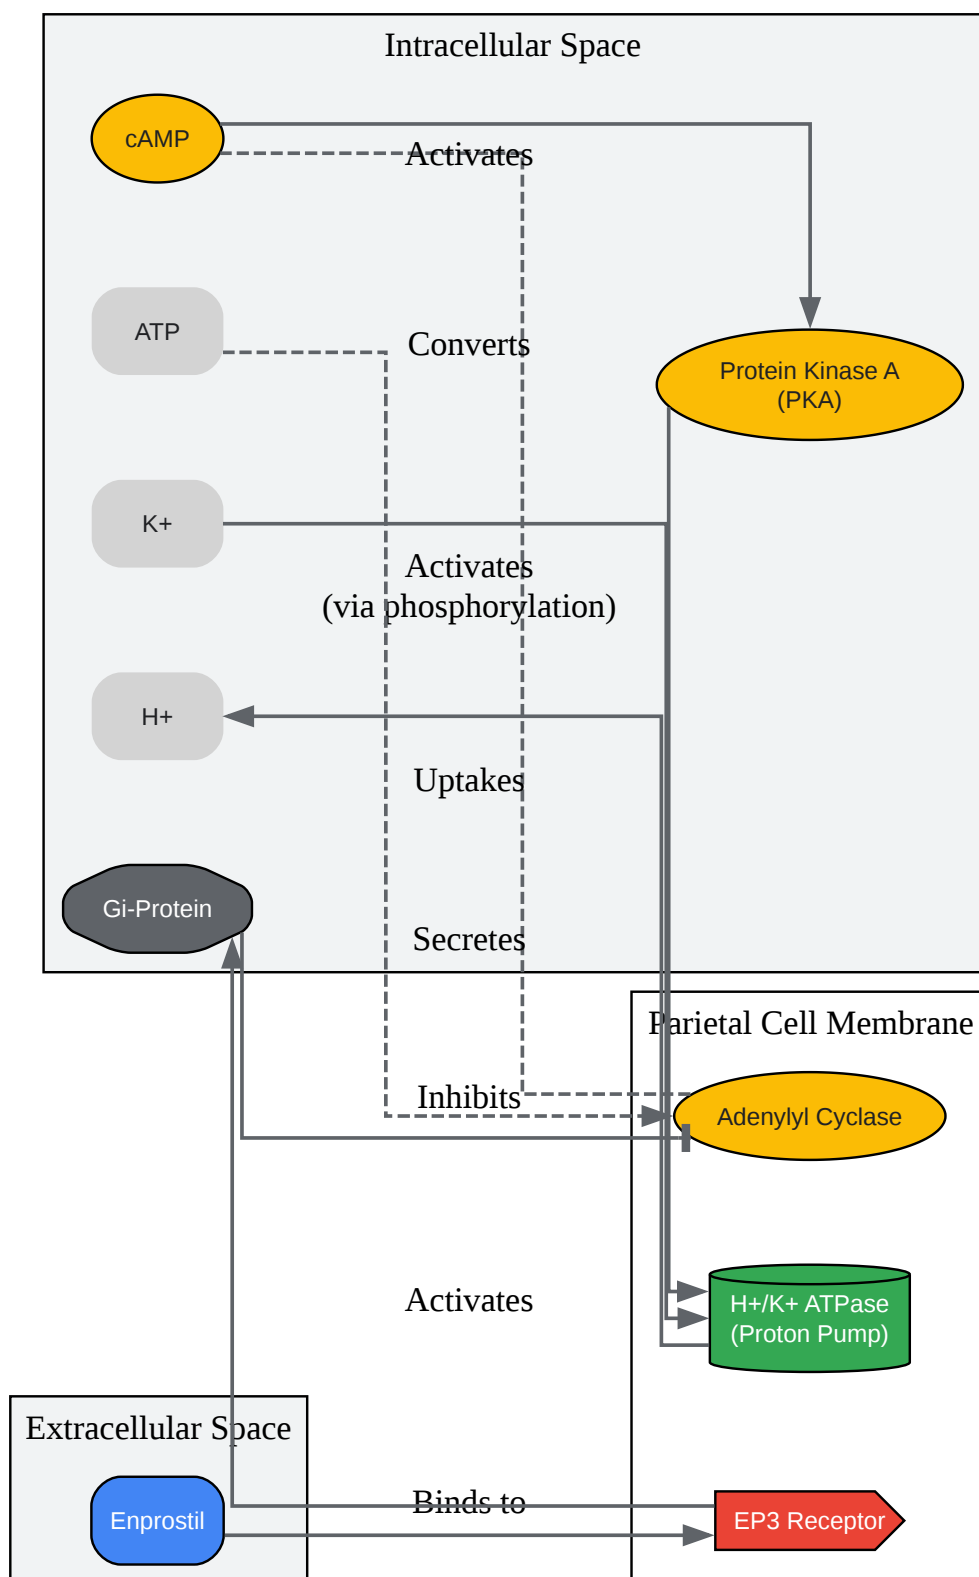 Intracellular Space
cAMP
Activates
ATP
Converts
Protein Kinase A
(PKA)
K+
Activates
(via phosphorylation)
H+
Uptakes
Gi-Protein
Secretes
Parietal Cell Membrane
Inhibits
Adenylyl Cyclase
Activates
H+/K+ ATPase
(Proton Pump)
Extracellular Space
Enprostil
Binds to
EP3 Receptor